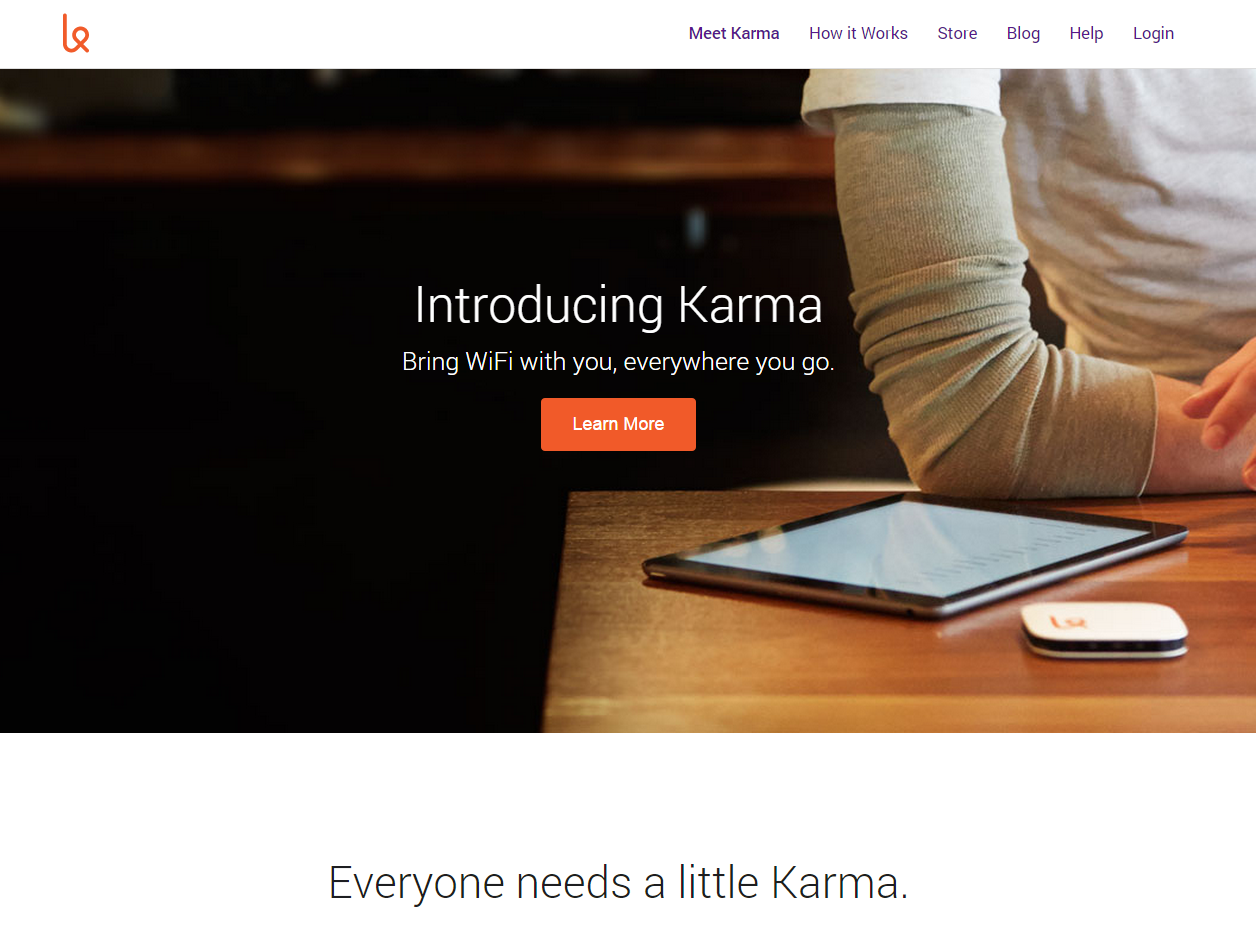 Meet Karma How it Works Store Blog Help Login
Introducing Karma
Bring WiFi with you, everywhere you go.
Learn More
Everyone needs a little Karma.